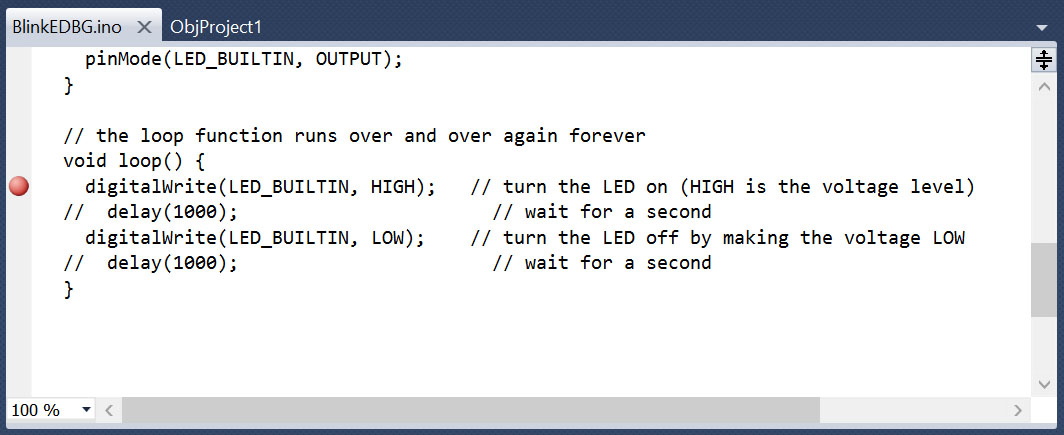 BlinkEDBG.ino ObjProject1
pinMode(LED_BUILTIN, OUTPUT);
}
// the loop function runs over and over again forever
void loop() {
digitalWrite(LED_BUILTIN, HIGH); // turn the LED on (HIGH is the voltage level)
// delay(1000); // wait for a second
digitalWrite(LED_BUILTIN, LOW); // turn the LED off by making the voltage LOW
// delay(1000); // wait for a second
}
100 %